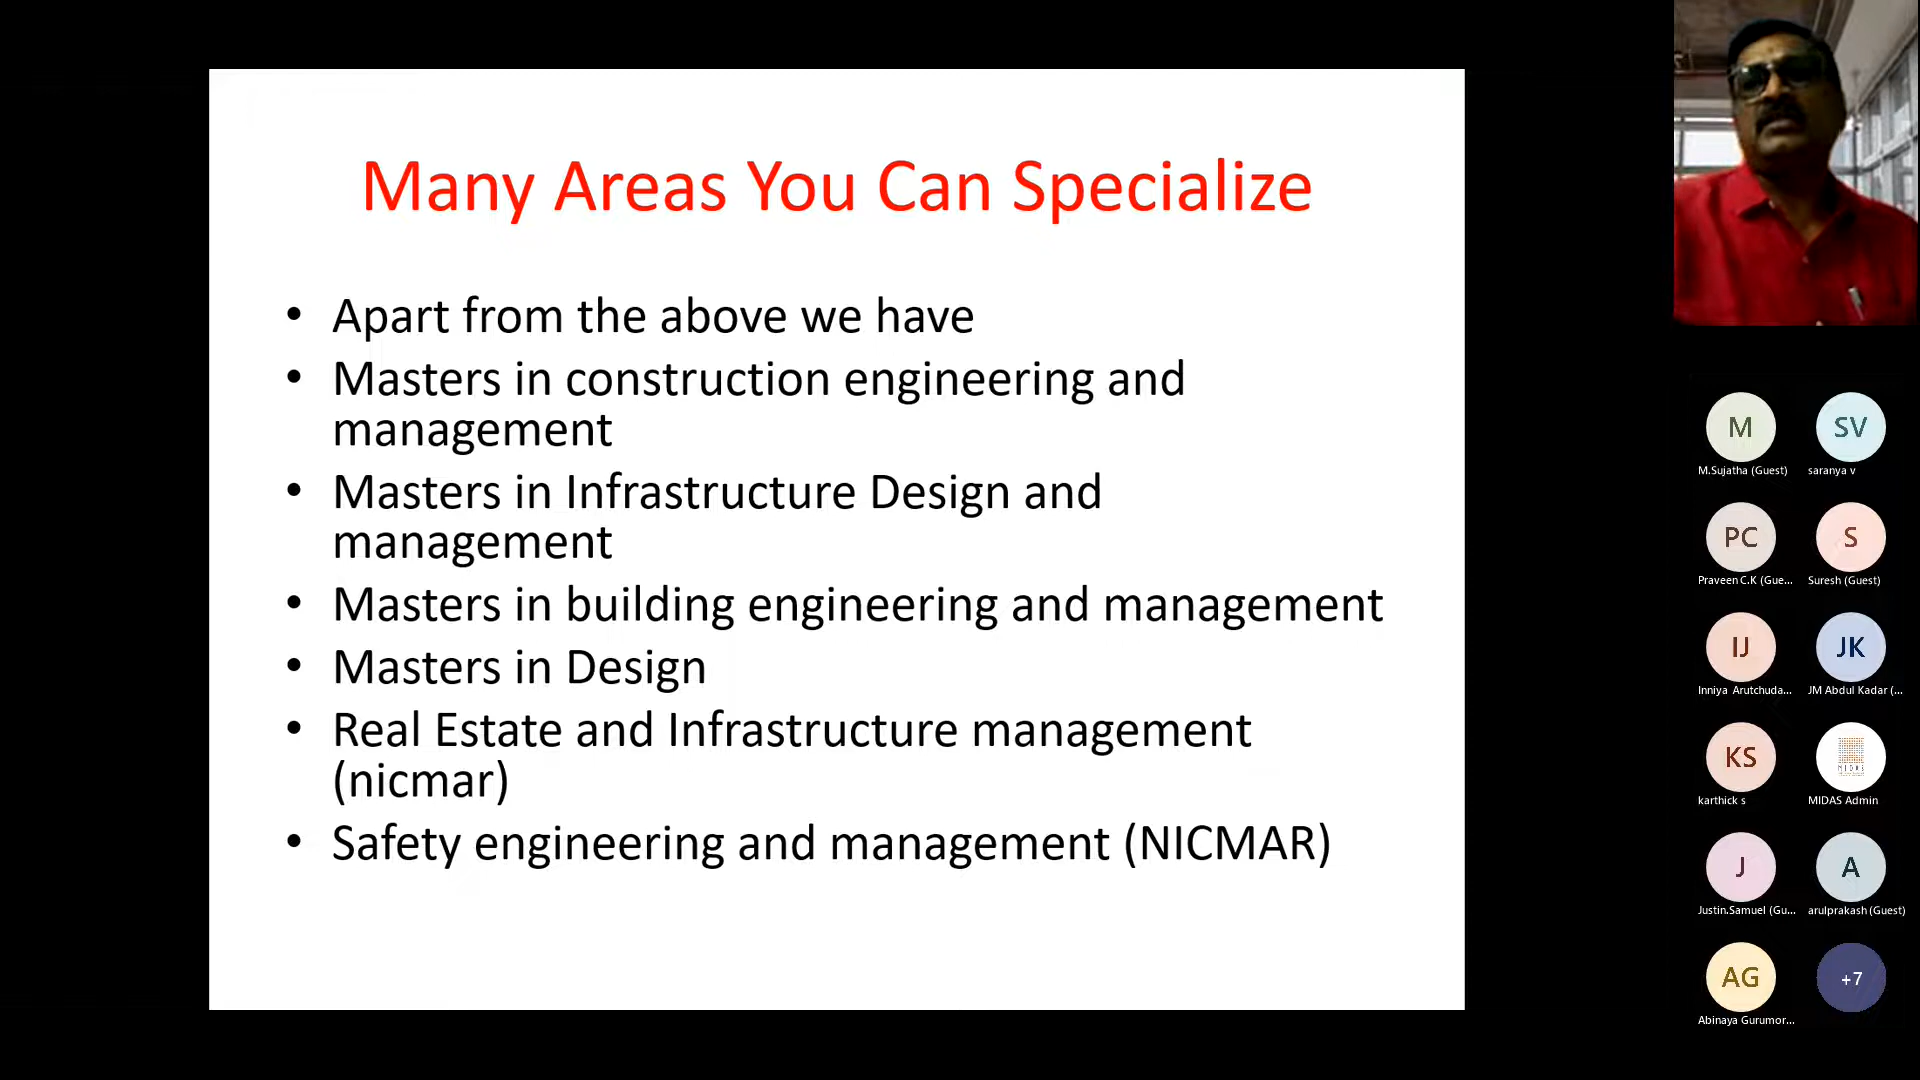 Many Areas You Can Specialize
• Apart from the above we have
• Masters in construction engineering and
management
• Masters in Infrastructure Design and
management
• Masters in building engineering and management
• Masters in Design
• Real Estate and Infrastructure management
(nicmar)
• Safety engineering and management (NICMAR)
M
M.Sujatha (Guest)
SV
saranya v
PC
Praveen C.K (Gue...
S
Suresh (Guest)
IJ
Inniya Arutchuda...
JK
JM Abdul Kadar (...
KS
karthick s
MIDAS
MIDAS Admin
J
Justin.Samuel (Gu...
A
arulprakash (Guest)
AG
Abinaya Gurumor...
+7